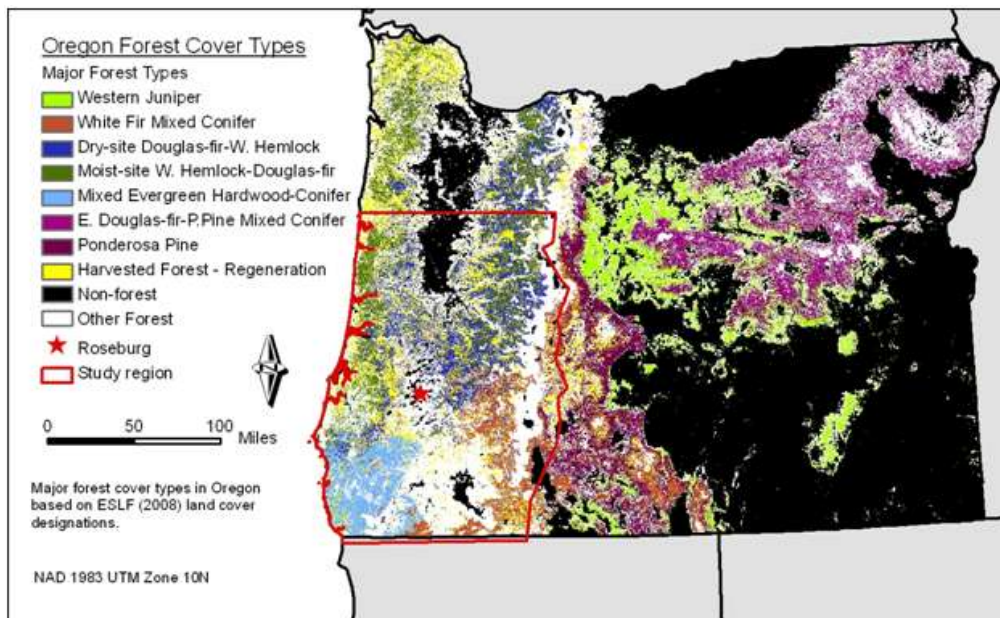 Oregon Forest Cover Types
Major Forest Types
Western Juniper
White Fir Mixed Conifer
Dry-site Douglas-fir-W. Hemlock
Moist-site W. Hemlock-Douglas-fir
Mixed Evergreen Hardwood-Conifer
E. Douglas-fir-P.Pine Mixed Conifer
Ponderosa Pine
Harvested Forest - Regeneration
Non-forest
Other Forest
Roseburg
Study region
0 50 100
Miles
Major forest cover types in Oregon
based on ESLF (2008) land cover
designations.
NAD 1983 UTM Zone 10N